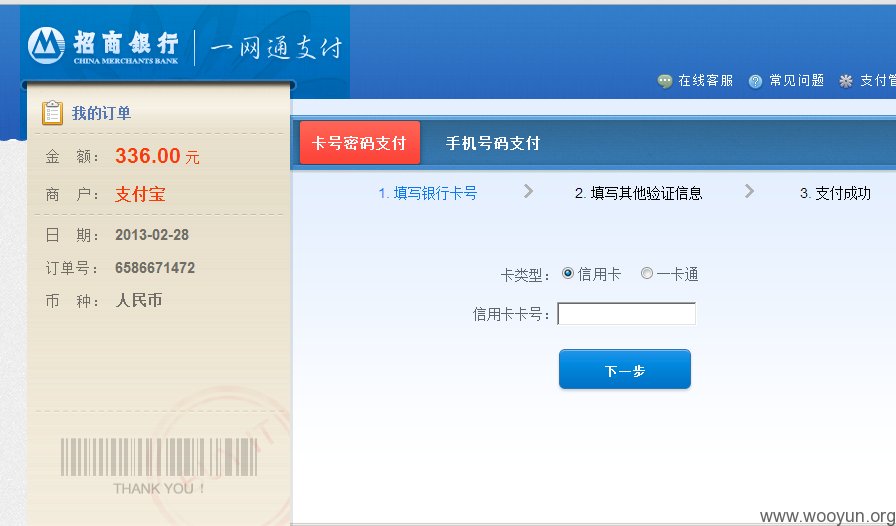 招商銀行 一网通支付
CHINA MERCHANTS BANK
在线客服 常见问题 支付管
我的订单
卡号密码支付 手机号码支付
金 额： 336.00 元
商 户： 支付宝
1. 填写银行卡号 2. 填写其他验证信息 3. 支付成功
日 期： 2013-02-28
订单号： 6586671472
币 种： 人民币
卡类型： 信用卡 一卡通
信用卡卡号：
下一步
THANK YOU !
www.wooyun.org